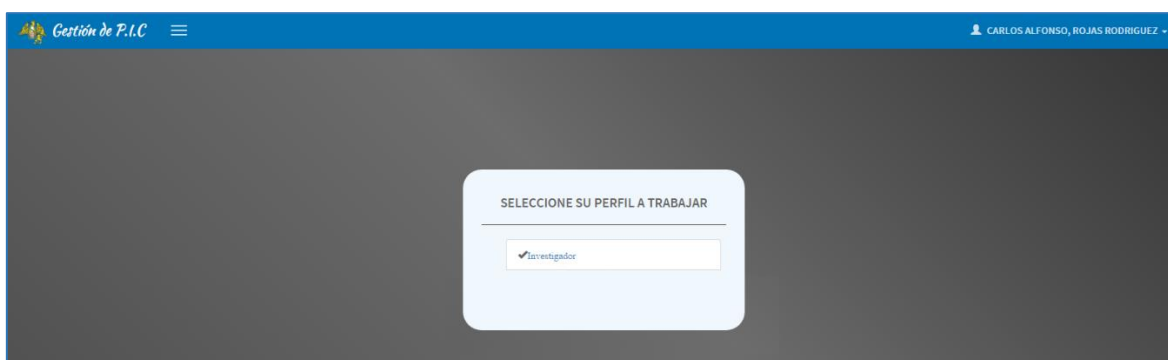 Gestión de P.I.C
CARLOS ALFONSO, ROJAS RODRIGUEZ
SELECCIONE SU PERFIL A TRABAJAR
Investigador